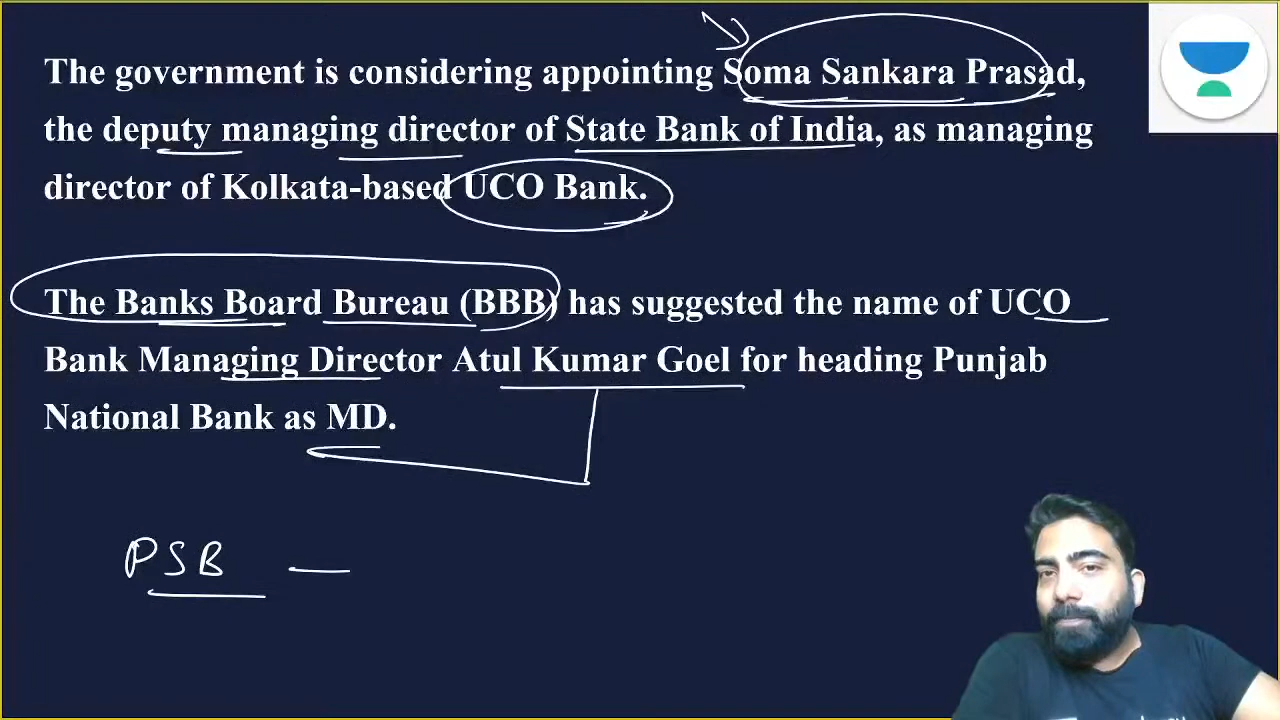 The government is considering appointing Soma Sankara Prasad,
the deputy managing director of State Bank of India, as managing
director of Kolkata-based UCO Bank.
The Banks Board Bureau (BBB) has suggested the name of UCO
Bank Managing Director Atul Kumar Goel for heading Punjab
National Bank as MD.
PSB —